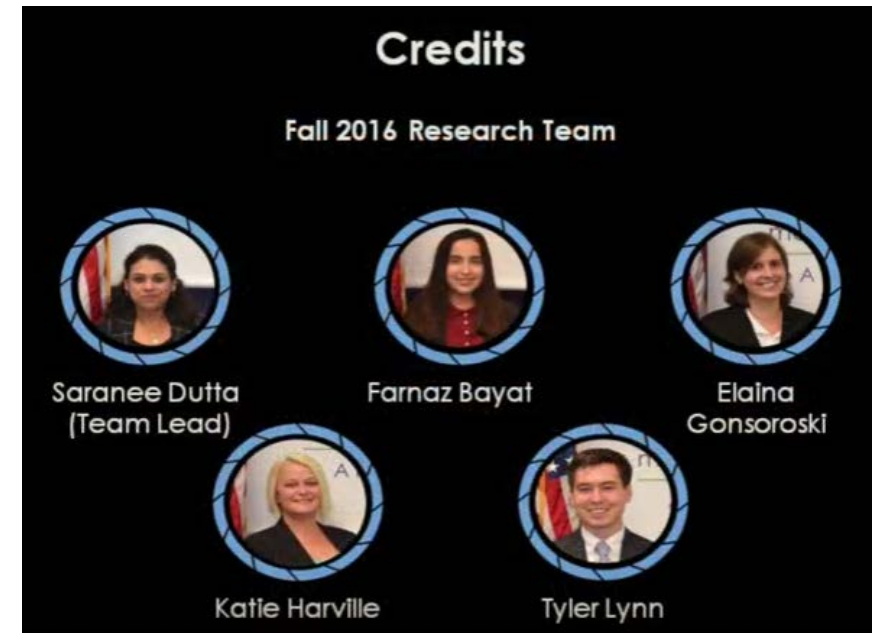 Credits
Fall 2016 Research Team
Saranee Dutta
(Team Lead)
Farnaz Bayat
Elaina
Gonsoroski
Katie Harville
Tyler Lynn